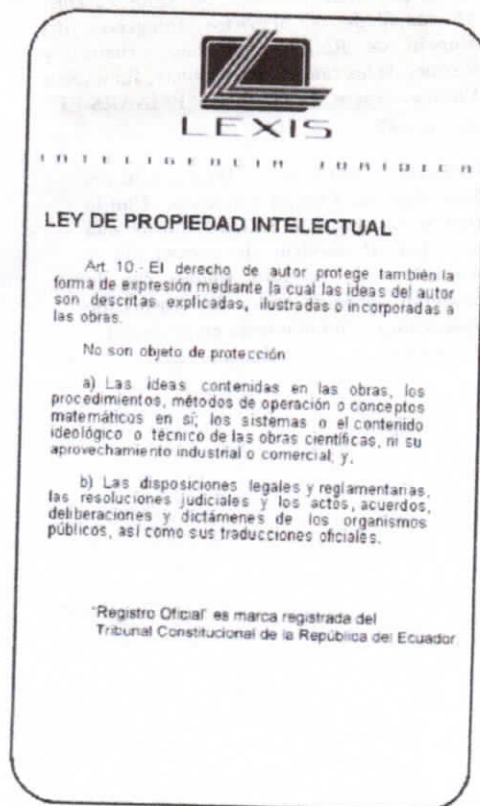 LEXIS
INTELIGENCIA JURIDICA
LEY DE PROPIEDAD INTELECTUAL
Art. 10.- El derecho de autor protege también la
forma de expresión mediante la cual las ideas del autor
son descritas explicadas, ilustradas o incorporadas a
las obras.
No son objeto de protección
a) Las ideas contenidas en las obras, los
procedimientos, métodos de operación o conceptos
matemáticos en sí; los sistemas o el contenido
ideológico o técnico de las obras científicas, ni su
aprovechamiento industrial o comercial; y,
b) Las disposiciones legales y reglamentarias,
las resoluciones judiciales y los actos, acuerdos,
deliberaciones y dictámenes de los organismos
públicos, así como sus traducciones oficiales.
"Registro Oficial" es marca registrada del
Tribunal Constitucional de la República del Ecuador.